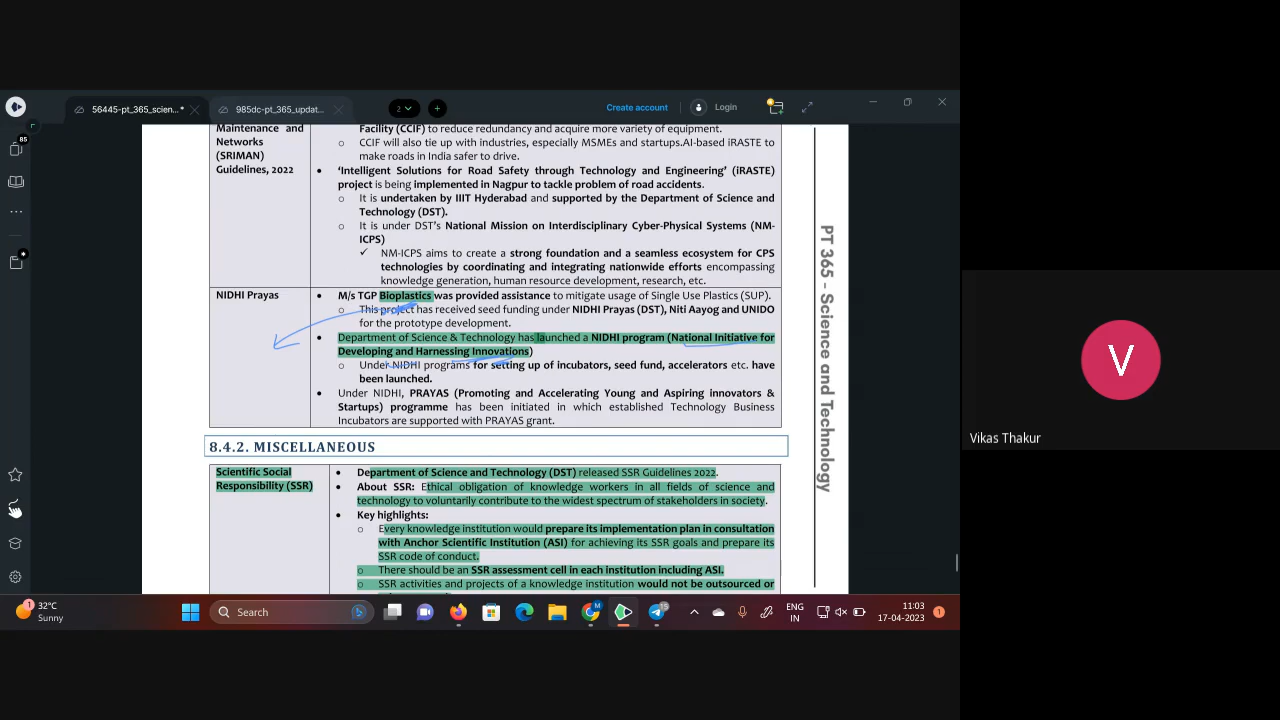 56445-pt_365_scien...*
985dc-pt_365_updat...
2
Create account
Login
85
Maintenance and
Networks
(SRIMAN)
Guidelines, 2022
Facility (CCIF) to reduce redundancy and acquire more variety of equipment.
o CCIF will also tie up with industries, especially MSMEs and startups.AI-based iRASTE to
make roads in India safer to drive.
• ‘Intelligent Solutions for Road Safety through Technology and Engineering’ (iRASTE)
project is being implemented in Nagpur to tackle problem of road accidents.
o It is undertaken by IIIT Hyderabad and supported by the Department of Science and
Technology (DST).
o It is under DST’s National Mission on Interdisciplinary Cyber-Physical Systems (NM-
ICPS)
✓ NM-ICPS aims to create a strong foundation and a seamless ecosystem for CPS
technologies by coordinating and integrating nationwide efforts encompassing
knowledge generation, human resource development, research, etc.
NIDHI Prayas
• M/s TGP Bioplastics was provided assistance to mitigate usage of Single Use Plastics (SUP).
o This project has received seed funding under NIDHI Prayas (DST), Niti Aayog and UNIDO
for the prototype development.
• Department of Science & Technology has launched a NIDHI program (National Initiative for
Developing and Harnessing Innovations)
o Under NIDHI programs for setting up of incubators, seed fund, accelerators etc. have
been launched.
• Under NIDHI, PRAYAS (Promoting and Accelerating Young and Aspiring innovators &
Startups) programme has been initiated in which established Technology Business
Incubators are supported with PRAYAS grant.
8.4.2. MISCELLANEOUS
Scientific Social
Responsibility (SSR)
• Department of Science and Technology (DST) released SSR Guidelines 2022.
• About SSR: Ethical obligation of knowledge workers in all fields of science and
technology to voluntarily contribute to the widest spectrum of stakeholders in society.
• Key highlights:
o Every knowledge institution would prepare its implementation plan in consultation
with Anchor Scientific Institution (ASI) for achieving its SSR goals and prepare its
SSR code of conduct.
o There should be an SSR assessment cell in each institution including ASI.
o SSR activities and projects of a knowledge institution would not be outsourced or
PT 365 - Science and Technology
V
Vikas Thakur
1
32°C
Sunny
Search
15
ENG
IN
11:03
17-04-2023
1